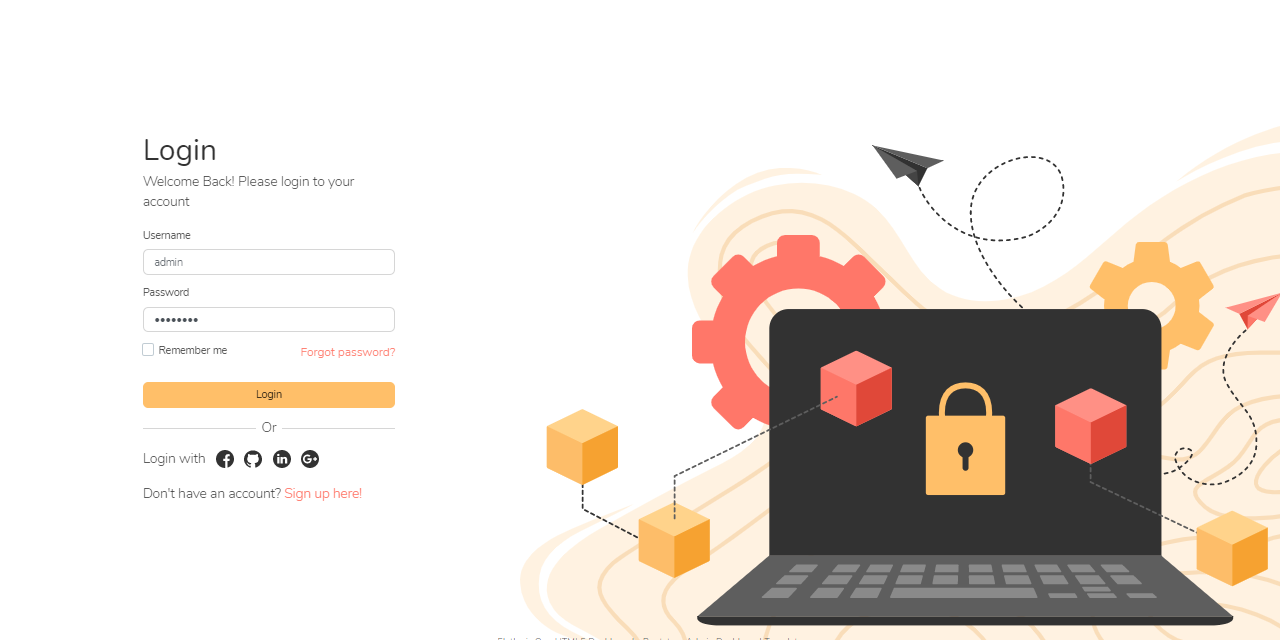 Login
Welcome Back! Please login to your
account
Username
admin
Password
••••••••
Remember me
Forgot password?
Login
Or
Login with
Don't have an account? Sign up here!